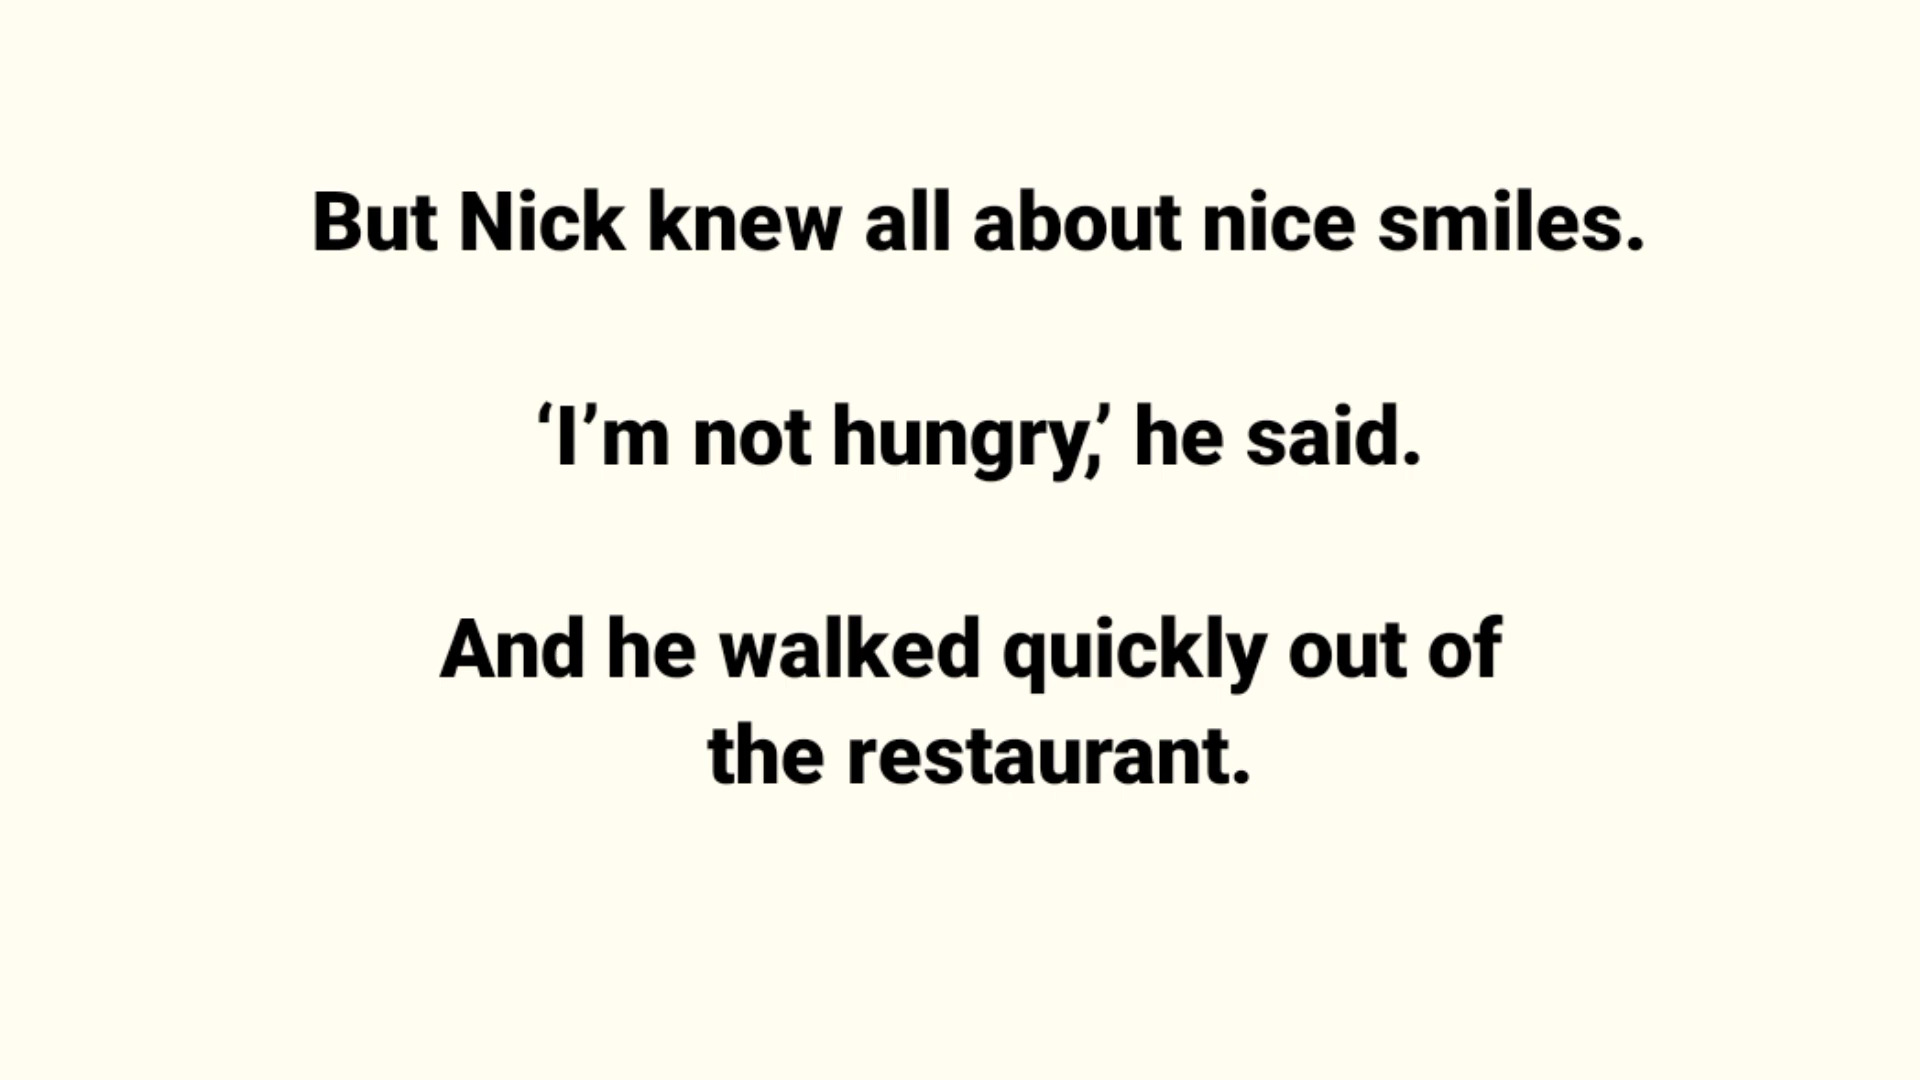 But Nick knew all about nice smiles.
‘I’m not hungry,’ he said.
And he walked quickly out of
the restaurant.